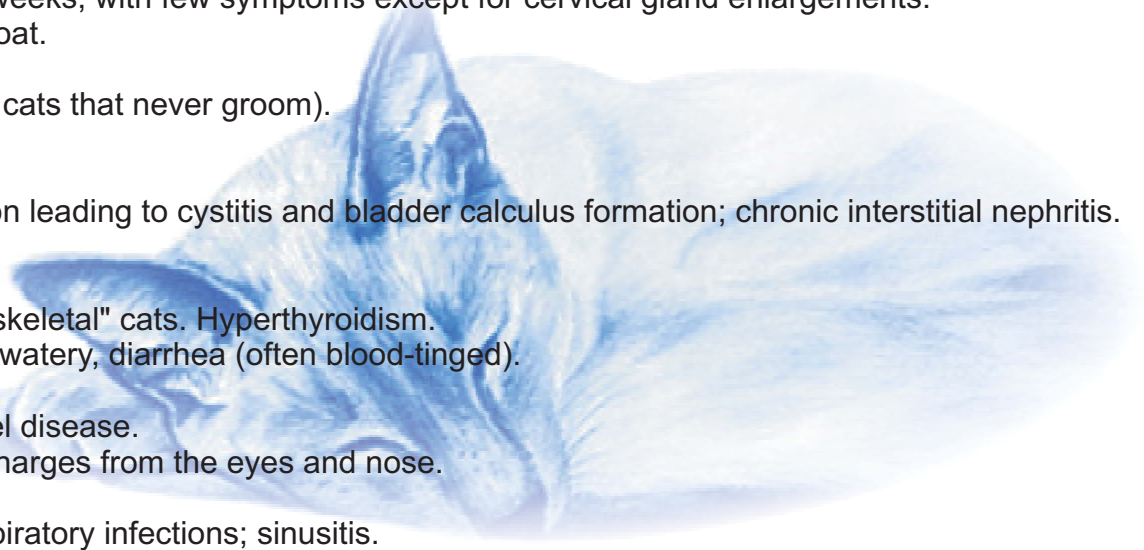 weeks, with few symptoms except for cervical gland enlargements.
oat.
cats that never groom).
on leading to cystitis and bladder calculus formation; chronic interstitial nephritis.
skeletal" cats. Hyperthyroidism.
watery, diarrhea (often blood-tinged).
el disease.
harges from the eyes and nose.
piratory infections; sinusitis.